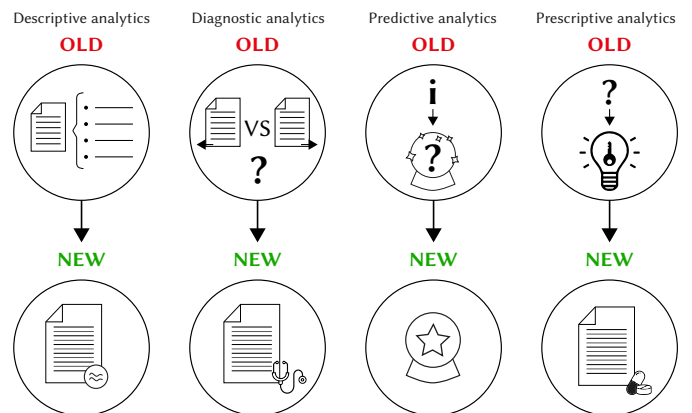 Descriptive analytics
OLD
Diagnostic analytics
OLD
Predictive analytics
OLD
Prescriptive analytics
OLD
VS
?
i
?
?
i
NEW
NEW
NEW
NEW